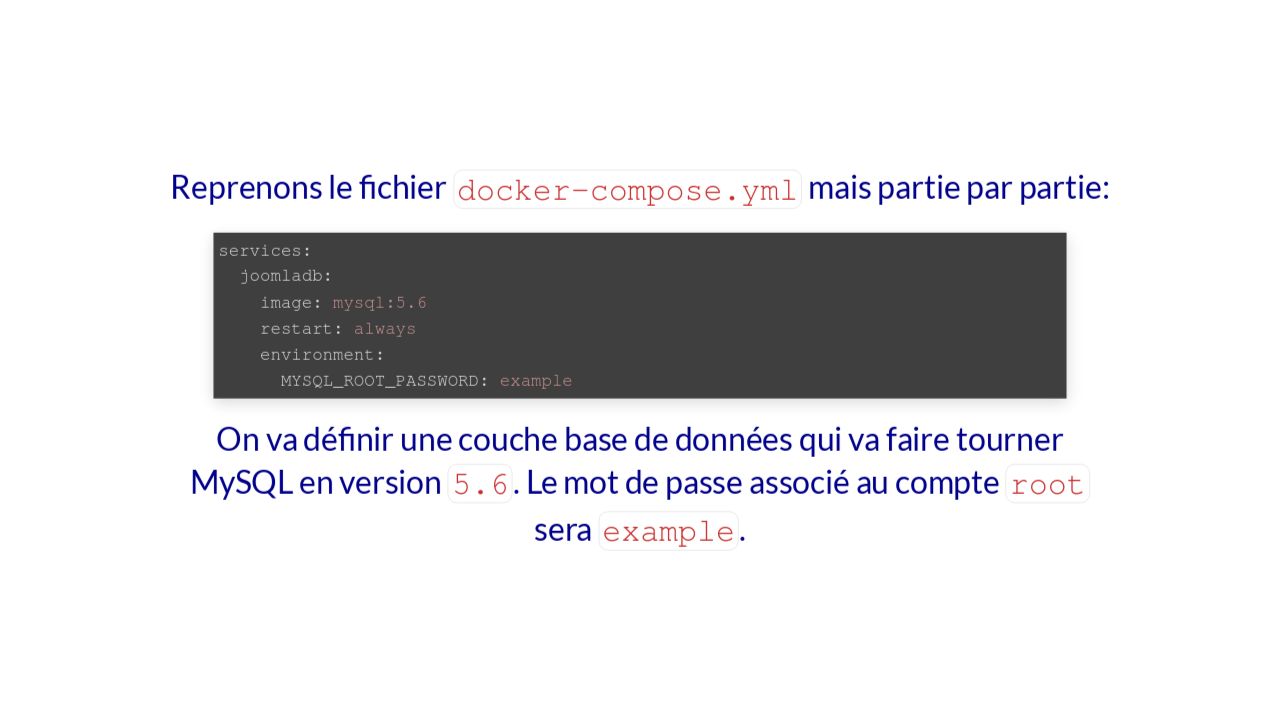 Reprenons le fichier docker-compose.yml mais partie par partie:
services:
  joomladb:
    image: mysql:5.6
    restart: always
    environment:
      MYSQL_ROOT_PASSWORD: example
On va définir une couche base de données qui va faire tourner
MySQL en version 5.6. Le mot de passe associé au compte root
sera example.